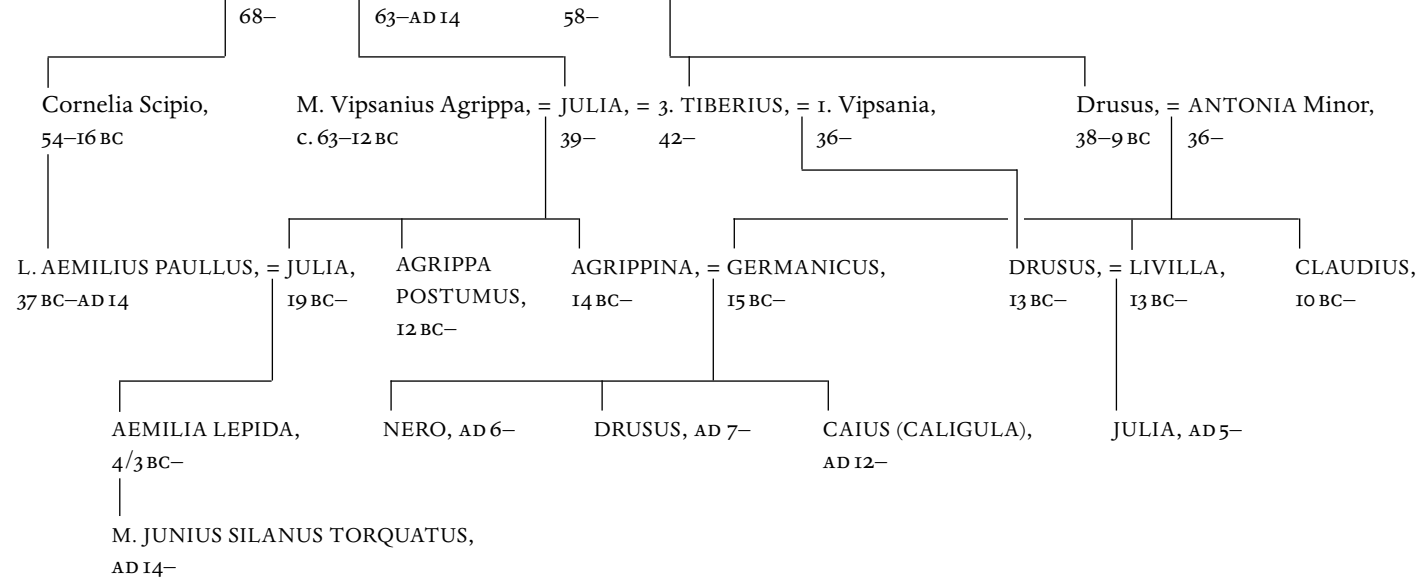 68– 63–AD 14 58–
Cornelia Scipio, M. Vipsanius Agrippa, = JULIA, = 3. TIBERIUS, = 1. Vipsania, Drusus, = ANTONIA Minor,
54–16 BC c. 63–12 BC 39– 42– 36– 38–9 BC 36–
L. AEMILIUS PAULLUS, = JULIA, AGRIPPA AGRIPPINA, = GERMANICUS, DRUSUS, = LIVILLA, CLAUDIUS,
37 BC–AD 14 19 BC– POSTUMUS, 14 BC– 15 BC– 13 BC– 13 BC– 10 BC–
12 BC–
AEMILIA LEPIDA, NERO, AD 6– DRUSUS, AD 7– CAIUS (CALIGULA), JULIA, AD 5–
4/3 BC– AD 12–
M. JUNIUS SILANUS TORQUATUS,
AD 14–